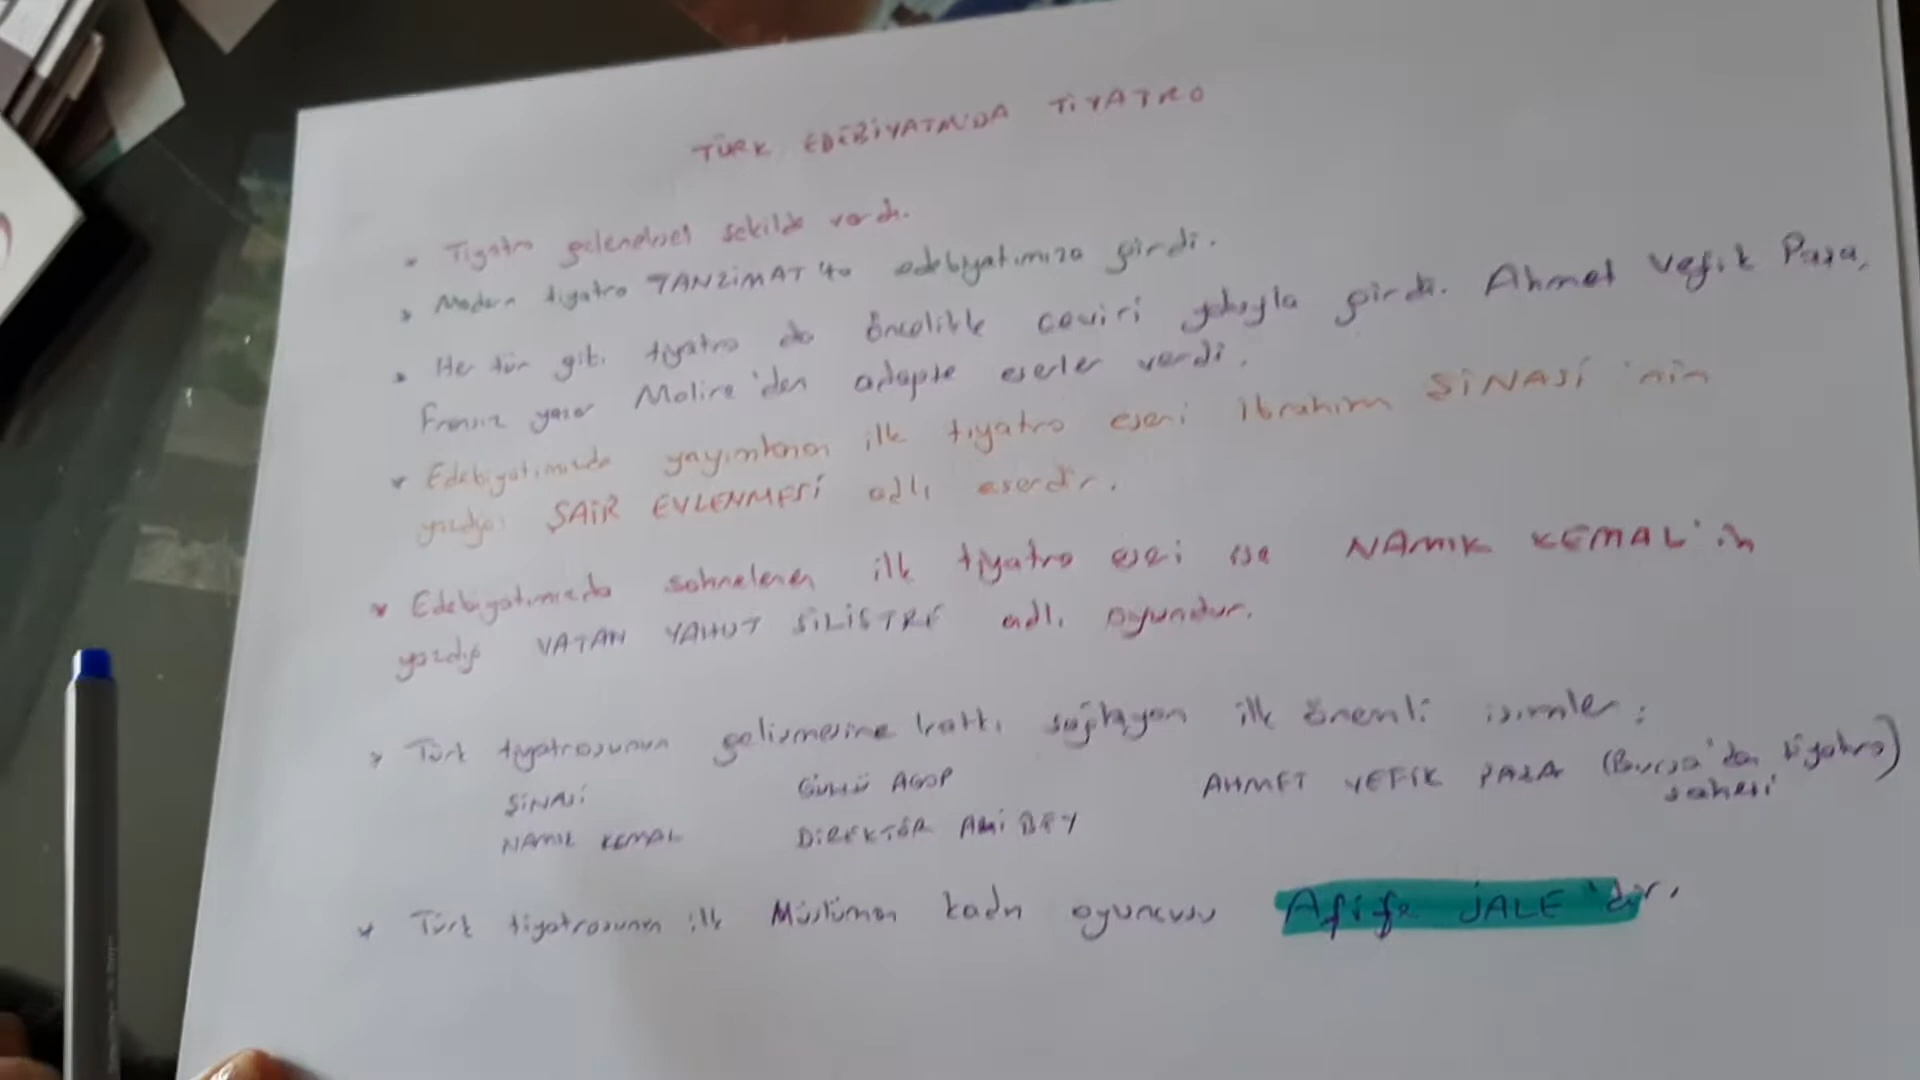 TÜRK EDEBİYATINDA TİYATRO
Tiyatro geleneksel şekilde vardı.
Modern tiyatro TANZİMAT'ta edebiyatımıza girdi.
Her tür gibi tiyatro da öncelikle çeviri yoluyla girdi. Ahmet Vefik Paşa,
Fransız yazar Molire'den adapte eserler verdi.
Edebiyatımızda yayımlanan ilk tiyatro eseri İbrahim ŞİNASİ'nin
yazdığı ŞAİR EVLENMESİ adlı eserdir.
Edebiyatımızda sahnelenen ilk tiyatro eseri ise NAMIK KEMAL'in
yazdığı VATAN YAHUT SİLİSTRE adlı oyundur.
Türk tiyatrosunun gelişmesine katkı sağlayan ilk önemli isimler:
ŞİNASİ GÜLLÜ AGOP AHMET VEFİK PAŞA (Bursa'da tiyatro
sahesi)
NAMIK KEMAL DİREKTÖR ALİ BEY
Türk tiyatrosunun ilk Müslüman kadın oyuncusu Afife JALE'dir.